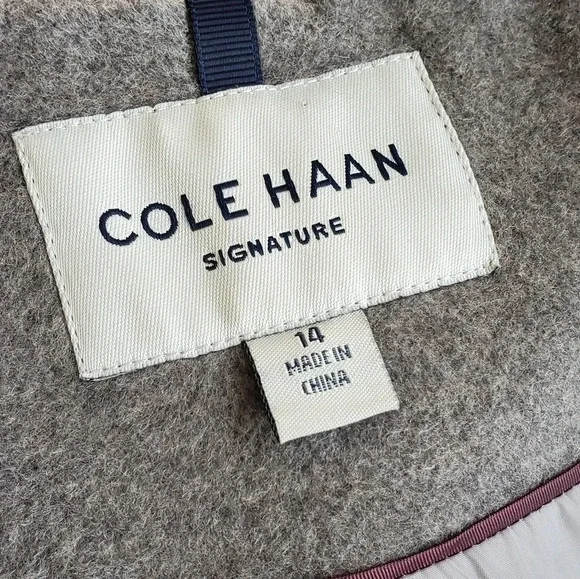 COLE HAAN
SIGNATURE
14
MADE IN
CHINA